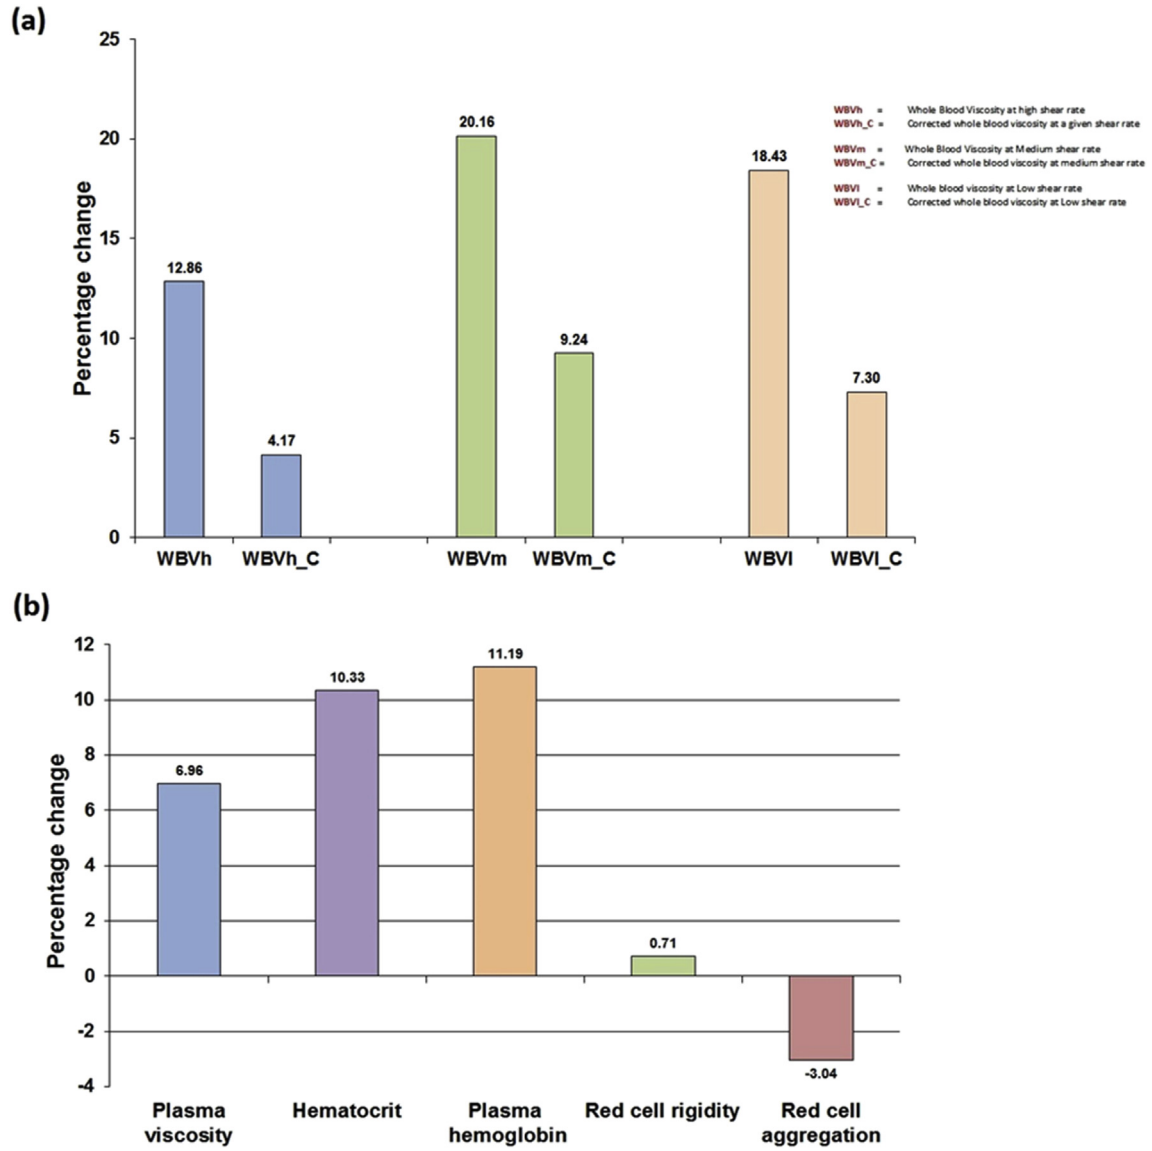 (a)
Percentage change
25
20
15
10
5
0
12.86
4.17
20.16
9.24
18.43
7.30
WBVh
WBVh_C
WBVm
WBVm_C
WBVl
WBVl_C
WBVh = Whole Blood Viscosity at high shear rate
WBVh_C = Corrected whole blood viscosity at a given shear rate
WBVm = Whole Blood Viscosity at Medium shear rate
WBVm_C = Corrected whole blood viscosity at medium shear rate
WBVl = Whole blood viscosity at Low shear rate
WBVl_C = Corrected whole blood viscosity at Low shear rate
(b)
Percentage change
12
10
8
6
4
2
0
-2
-4
6.96
10.33
11.19
0.71
-3.04
Plasma
viscosity
Hematocrit
Plasma
hemoglobin
Red cell rigidity
Red cell
aggregation